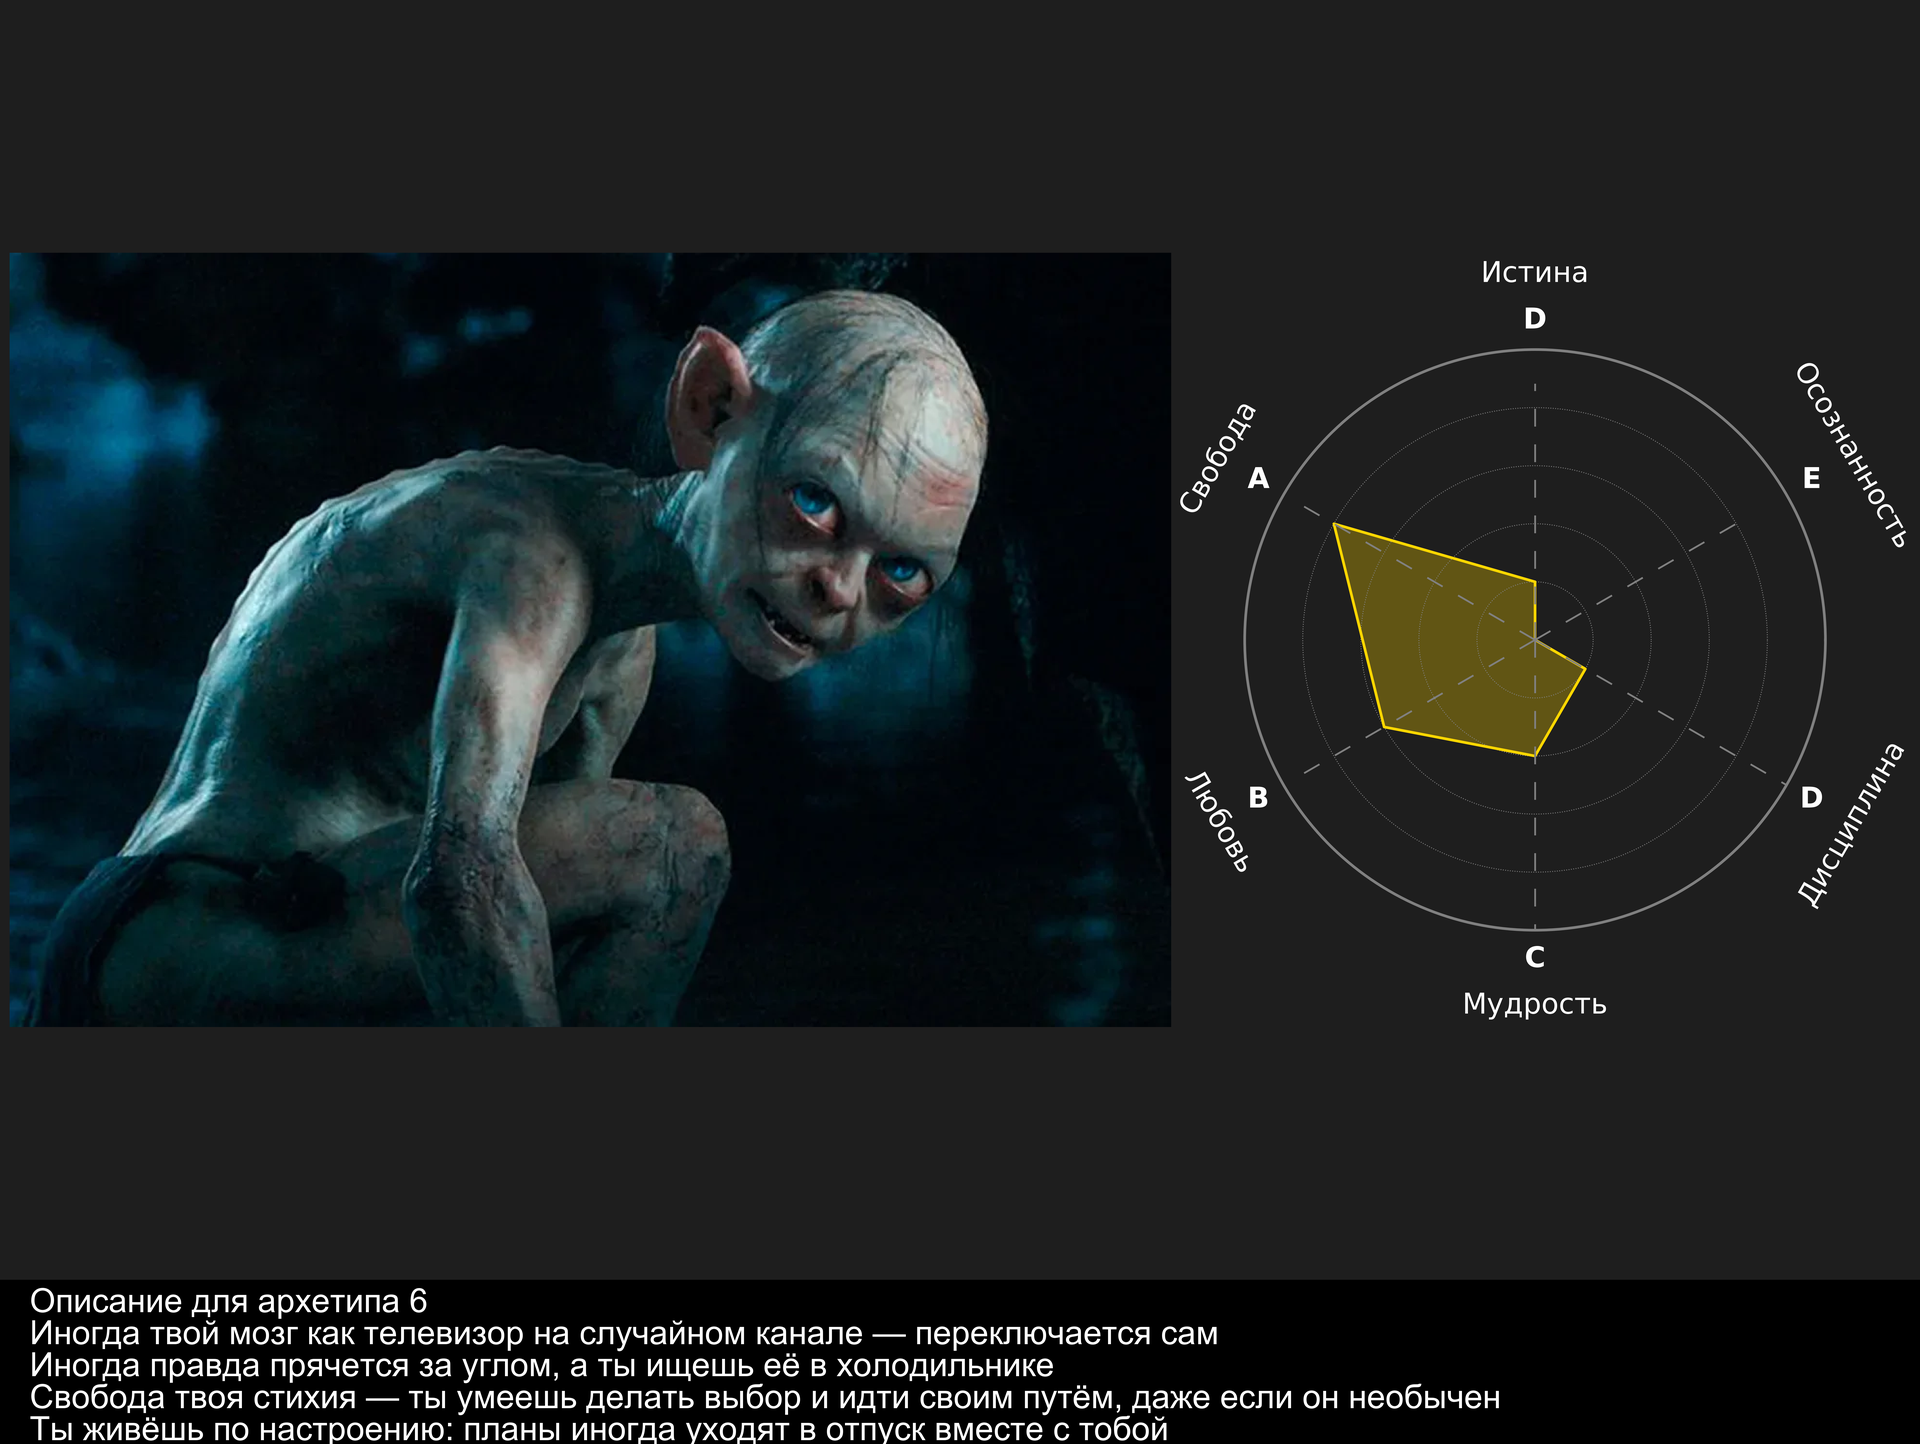 Истина
D
Осознанность
E
Свобода
A
Любовь
B
Дисциплина
D
C
Мудрость
Описание для архетипа 6
Иногда твой мозг как телевизор на случайном канале — переключается сам
Иногда правда прячется за углом, а ты ищешь её в холодильнике
Свобода твоя стихия — ты умеешь делать выбор и идти своим путём, даже если он необычен
Ты живёшь по настроению: планы иногда уходят в отпуск вместе с тобой